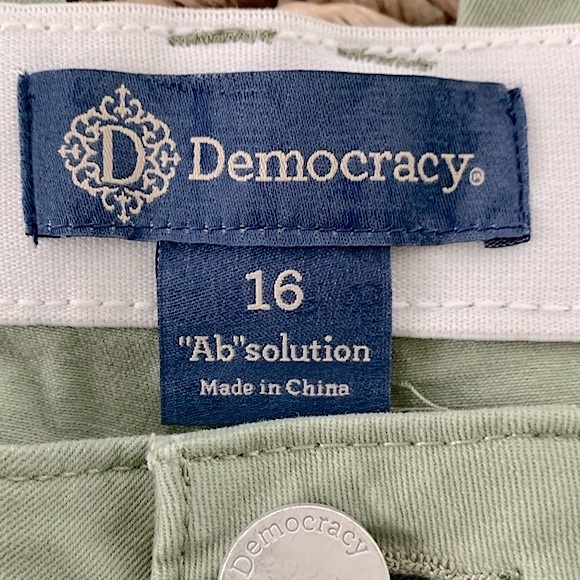 D Democracy®
16
"Ab"solution
Made in China
Democracy